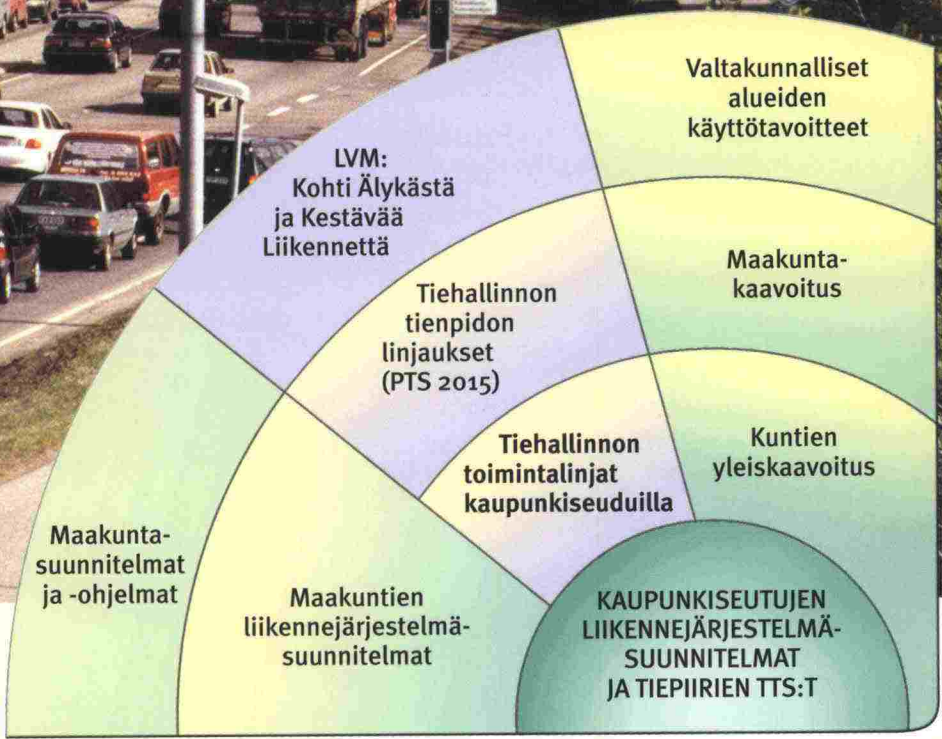 LVM:
Kohti Älykästä
ja Kestävää
Liikennettä
Valtakunnalliset
alueiden
käyttötavoitteet
Tiehallinnon
tienpidon
linjaukset
(PTS 2015)
Maakunta-
kaavoitus
Tiehallinnon
toimintalinjat
kaupunkiseuduilla
Kuntien
yleiskaavoitus
Maakunta-
suunnitelmat
ja -ohjelmat
Maakuntien
liikennejärjestelmä-
suunnitelmat
KAUPUNKISEUTUJEN
LIIKENNEJÄRJESTELMÄ-
SUUNNITELMAT
JA TIEPIIRIEN TTS:T